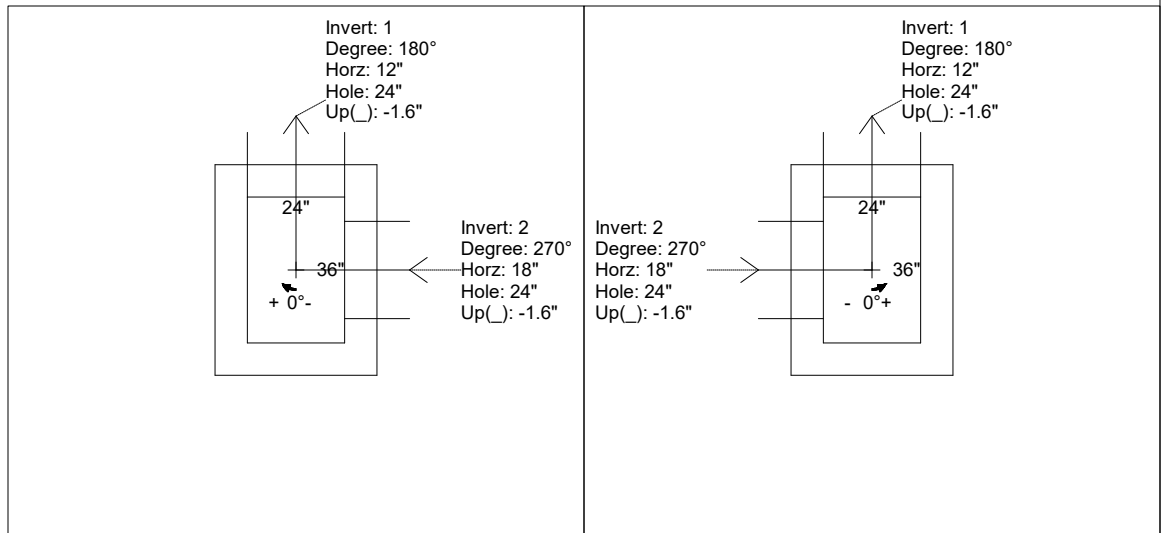 Invert: 1
Degree: 180°
Horz: 12"
Hole: 24"
Up(_): -1.6"
24"
36"
+ 0°-
Invert: 2
Degree: 270°
Horz: 18"
Hole: 24"
Up(_): -1.6"
Invert: 1
Degree: 180°
Horz: 12"
Hole: 24"
Up(_): -1.6"
24"
Invert: 2
Degree: 270°
Horz: 18"
Hole: 24"
Up(_): -1.6"
36"
- 0°+